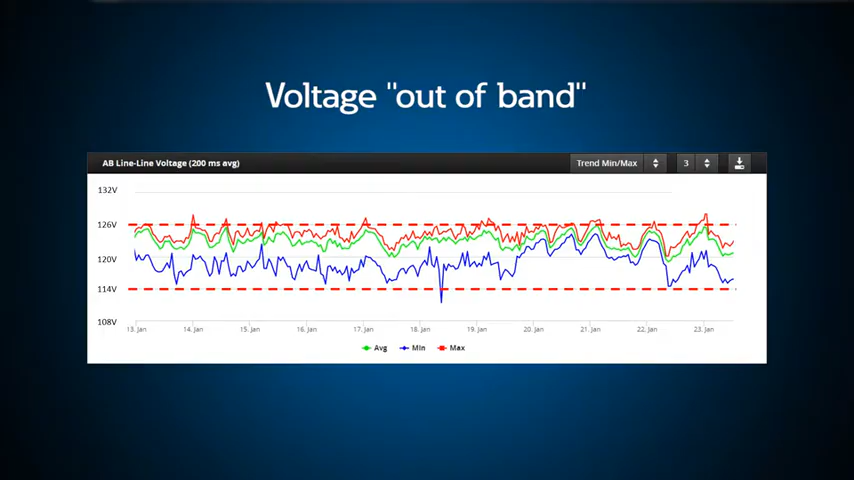 Voltage "out of band"
AB Line-Line Voltage (200 ms avg)
Trend Min/Max
3
132V
126V
120V
114V
108V
13. Jan
14. Jan
15. Jan
16. Jan
17. Jan
18. Jan
19. Jan
20. Jan
21. Jan
22. Jan
23. Jan
Avg
Min
Max